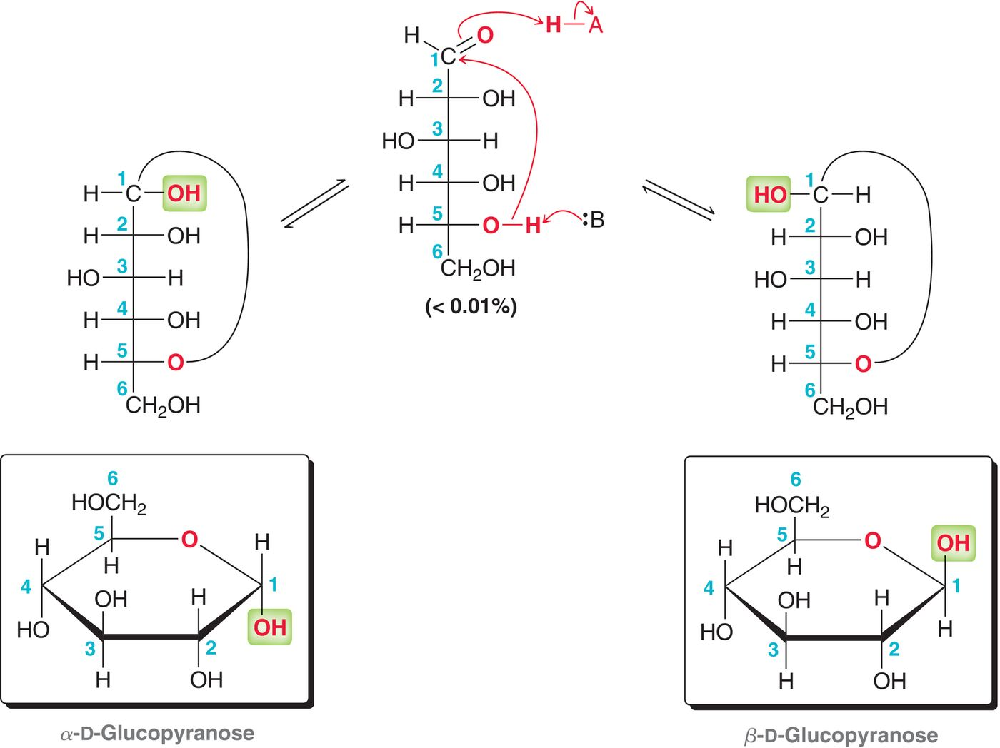 H O H—A
1 C
2
H OH
3
HO H
4
H OH
5
H O—H :B
6
CH₂OH
(< 0.01%)
1
H—C—OH
2
H OH
3
HO H
4
H OH
5
H O
6
CH₂OH
1
HO—C—H
2
H OH
3
HO H
4
H OH
5
H O
6
CH₂OH
6
HOCH₂
5 O H
H H
4 OH H 1
HO OH
3 2
H OH
α-D-Glucopyranose
6
HOCH₂
5 O OH
H H
4 OH H 1
HO H
3 2
H OH
β-D-Glucopyranose